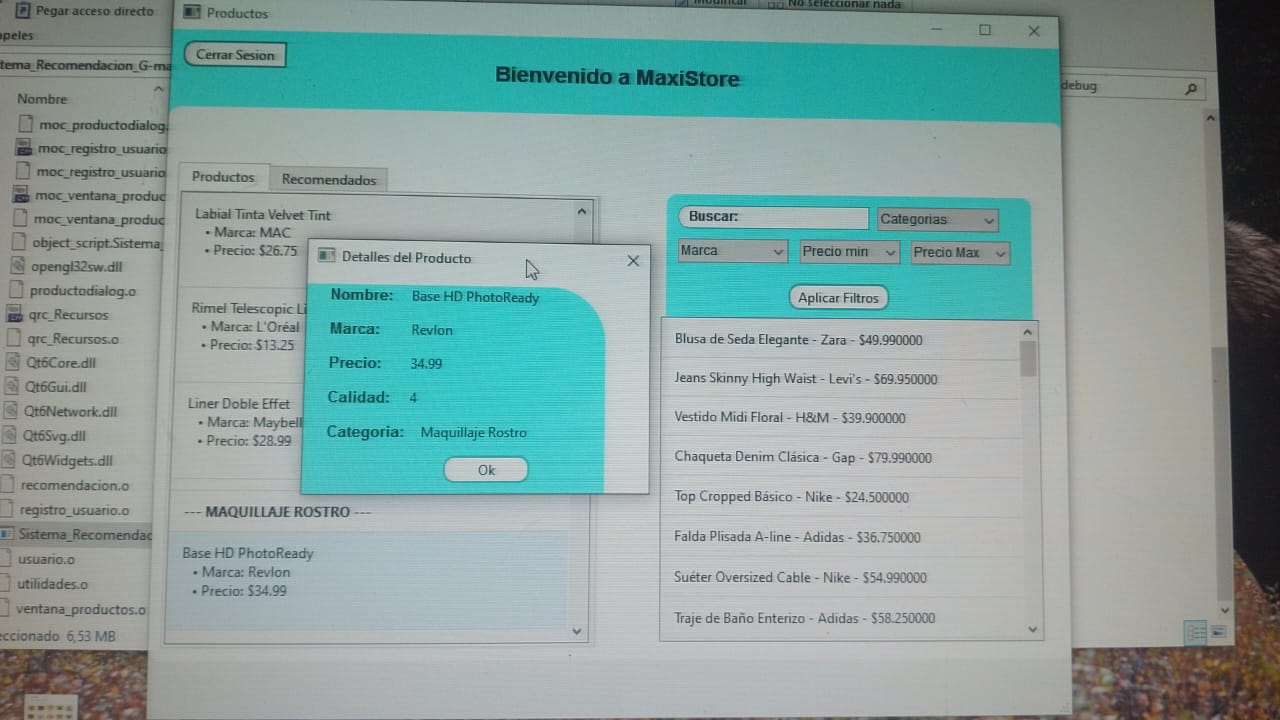 Pegar acceso directo
Modificar
No seleccionar nada
apeles
tema_Recomendacion_G-ma
debug
Nombre
moc_productodialog.
moc_registro_usuario
moc_registro_usuario
moc_ventana_produc
moc_ventana_produc
object_script.Sistema_
opengl32sw.dll
productodialog.o
qrc_Recursos
qrc_Recursos.o
Qt6Core.dll
Qt6Gui.dll
Qt6Network.dll
Qt6Svg.dll
Qt6Widgets.dll
recomendacion.o
registro_usuario.o
Sistema_Recomendac
usuario.o
utilidades.o
ventana_productos.o
eccionado 6,53 MB
Productos
Cerrar Sesion
Bienvenido a MaxiStore
Productos
Recomendados
Labial Tinta Velvet Tint
• Marca: MAC
• Precio: $26.75
Rimel Telescopic Li
• Marca: L'Oréal
• Precio: $13.25
Liner Doble Effet
• Marca: Maybell
• Precio: $28.99
--- MAQUILLAJE ROSTRO ---
Base HD PhotoReady
• Marca: Revlon
• Precio: $34.99
Detalles del Producto
Nombre: Base HD PhotoReady
Marca: Revlon
Precio: 34.99
Calidad: 4
Categoria: Maquillaje Rostro
Ok
Buscar:
Categorias
Marca
Precio min
Precio Max
Aplicar Filtros
Blusa de Seda Elegante - Zara - $49.990000
Jeans Skinny High Waist - Levi's - $69.950000
Vestido Midi Floral - H&M - $39.900000
Chaqueta Denim Clásica - Gap - $79.990000
Top Cropped Básico - Nike - $24.500000
Falda Plisada A-line - Adidas - $36.750000
Suéter Oversized Cable - Nike - $54.990000
Traje de Baño Enterizo - Adidas - $58.250000